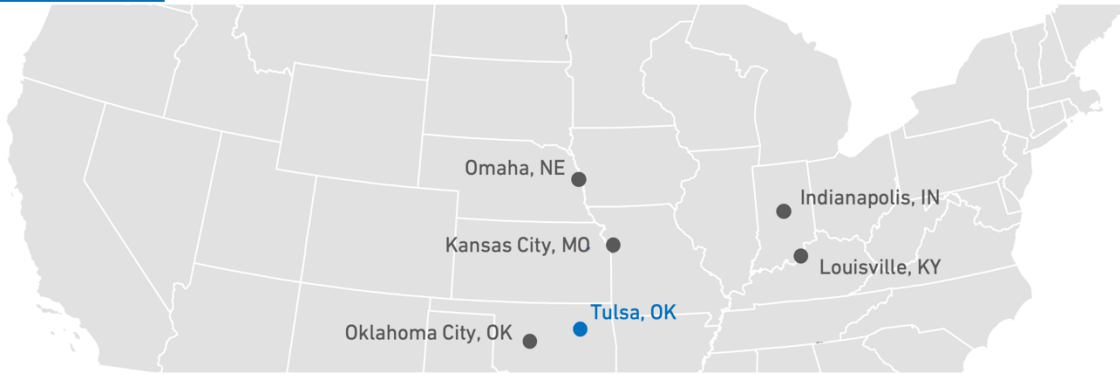 Omaha, NE
Indianapolis, IN
Kansas City, MO
Louisville, KY
Tulsa, OK
Oklahoma City, OK